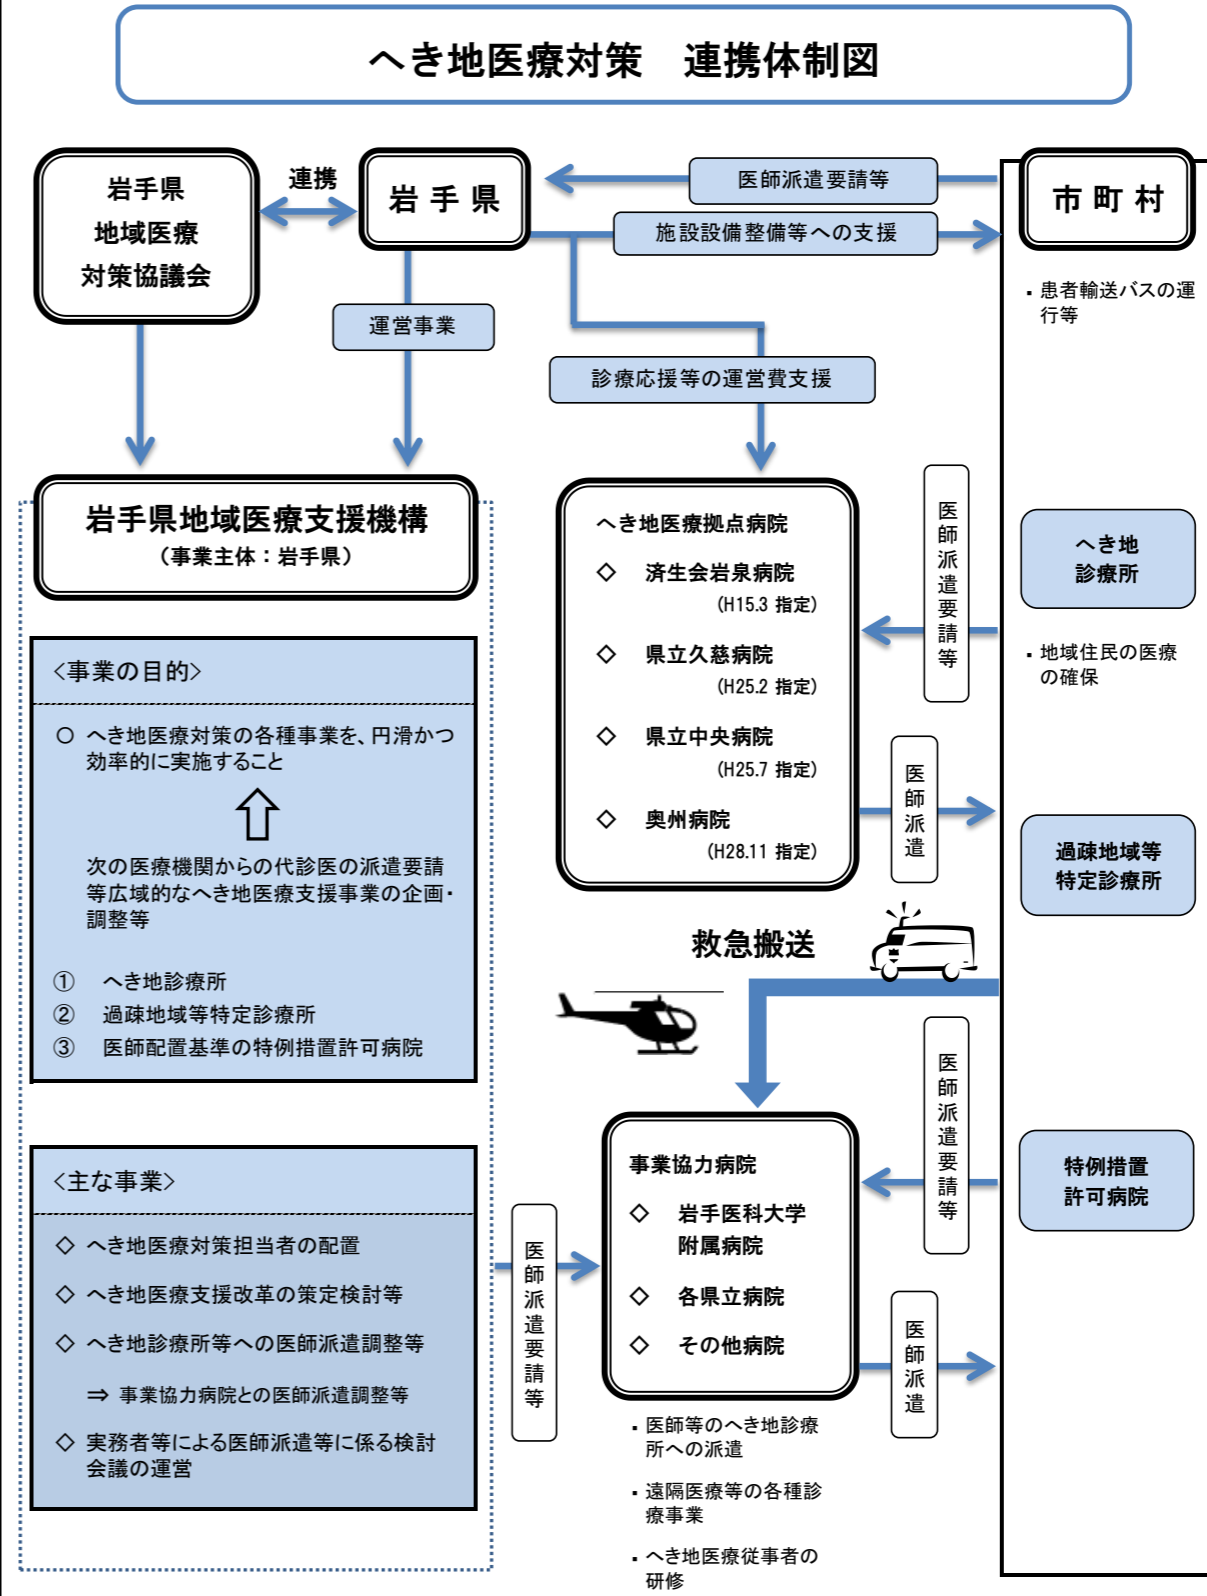 へき地医療対策　連携体制図
岩手県
地域医療
対策協議会
連携
岩手県
医師派遣要請等
施設設備整備等への支援
市町村
・患者輸送バスの運
行等
運営事業
診療応援等の運営費支援
岩手県地域医療支援機構
（事業主体：岩手県）
<事業の目的>
○ へき地医療対策の各種事業を、円滑かつ
効率的に実施すること
次の医療機関からの代診医の派遣要請
等広域的なへき地医療支援事業の企画・
調整等
① へき地診療所
② 過疎地域等特定診療所
③ 医師配置基準の特例措置許可病院
<主な事業>
◇ へき地医療対策担当者の配置
◇ へき地医療支援改革の策定検討等
◇ へき地診療所等への医師派遣調整等
⇒ 事業協力病院との医師派遣調整等
◇ 実務者等による医師派遣等に係る検討
会議の運営
へき地医療拠点病院
◇ 済生会岩泉病院
(H15.3 指定)
◇ 県立久慈病院
(H25.2 指定)
◇ 県立中央病院
(H25.7 指定)
◇ 奥州病院
(H28.11 指定)
医師派遣要請等
医師派遣
へき地
診療所
・地域住民の医療
の確保
過疎地域等
特定診療所
救急搬送
医師派遣要請等
事業協力病院
◇ 岩手医科大学
附属病院
◇ 各県立病院
◇ その他病院
医師派遣要請等
医師派遣
特例措置
許可病院
・医師等のへき地診療
所への派遣
・遠隔医療等の各種診
療事業
・へき地医療従事者の
研修